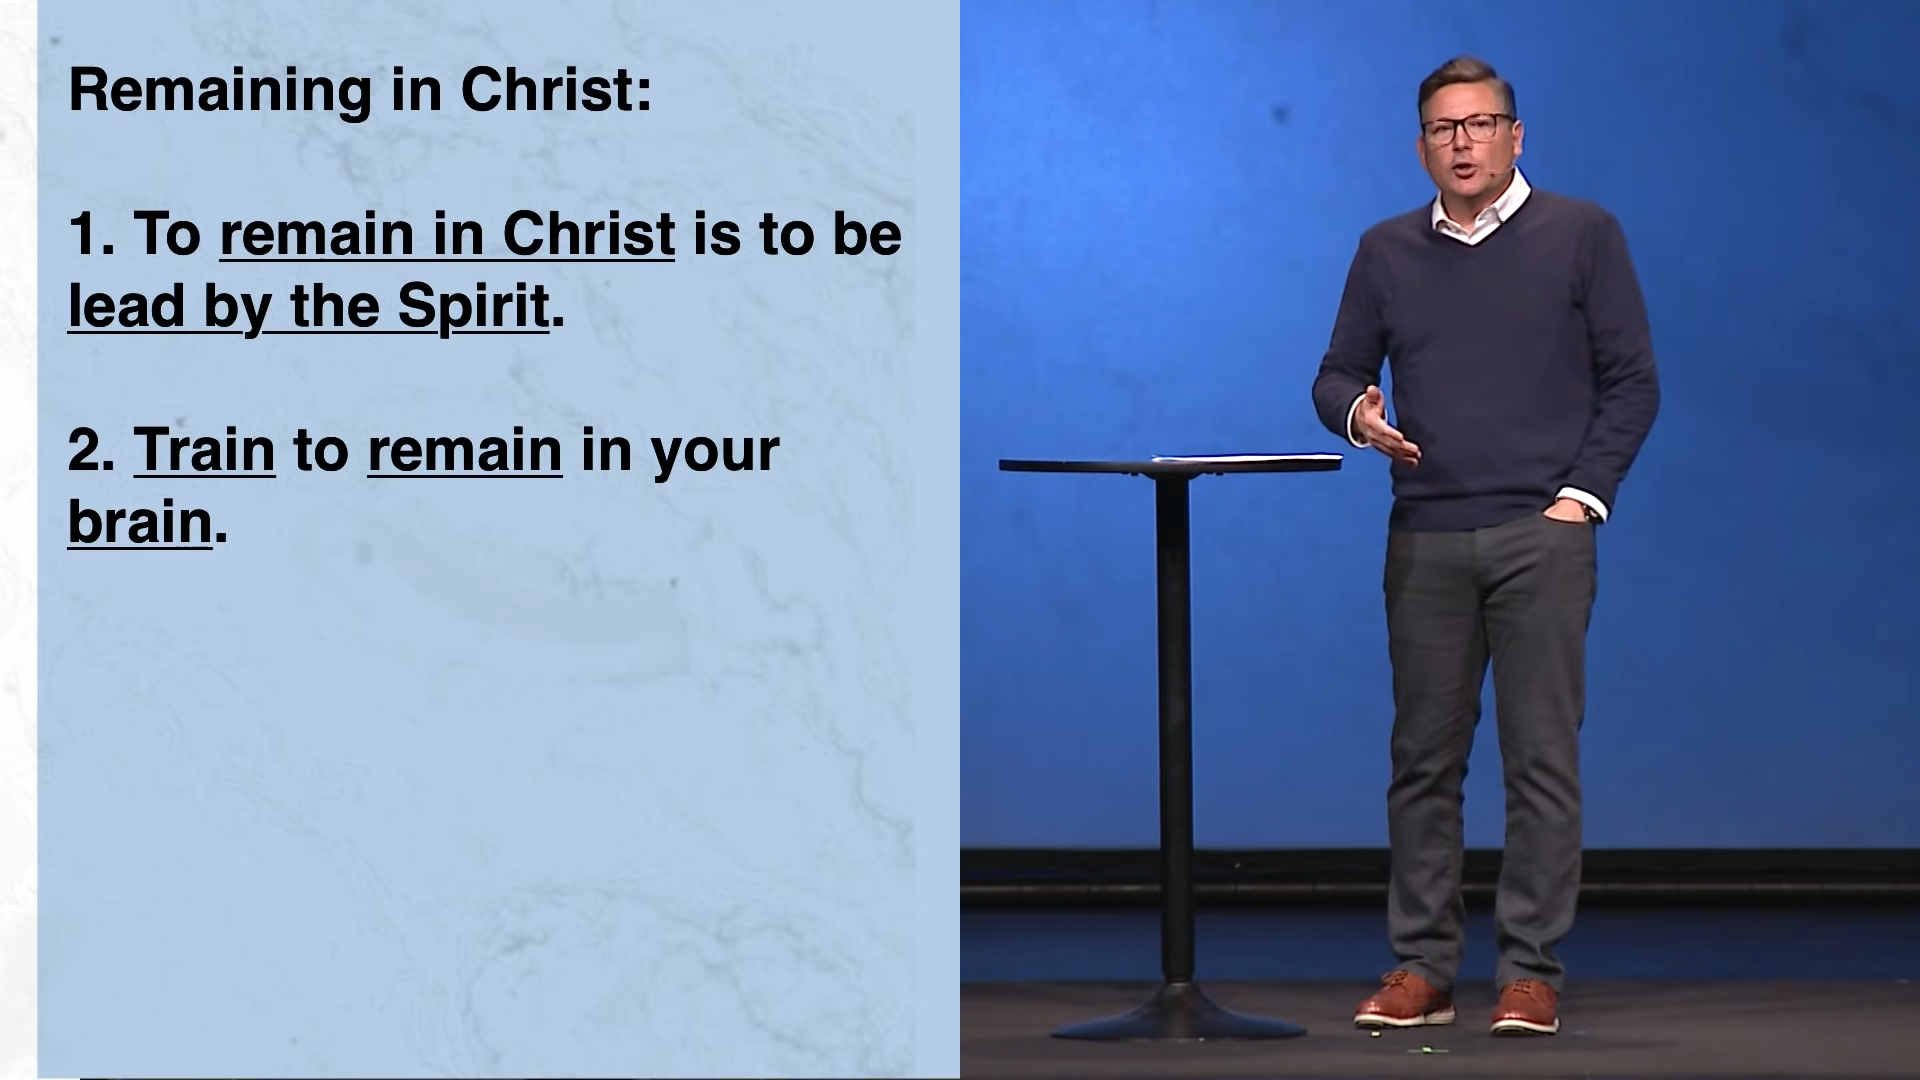 Remaining in Christ:
1. To remain in Christ is to be
lead by the Spirit.
2. Train to remain in your
brain.